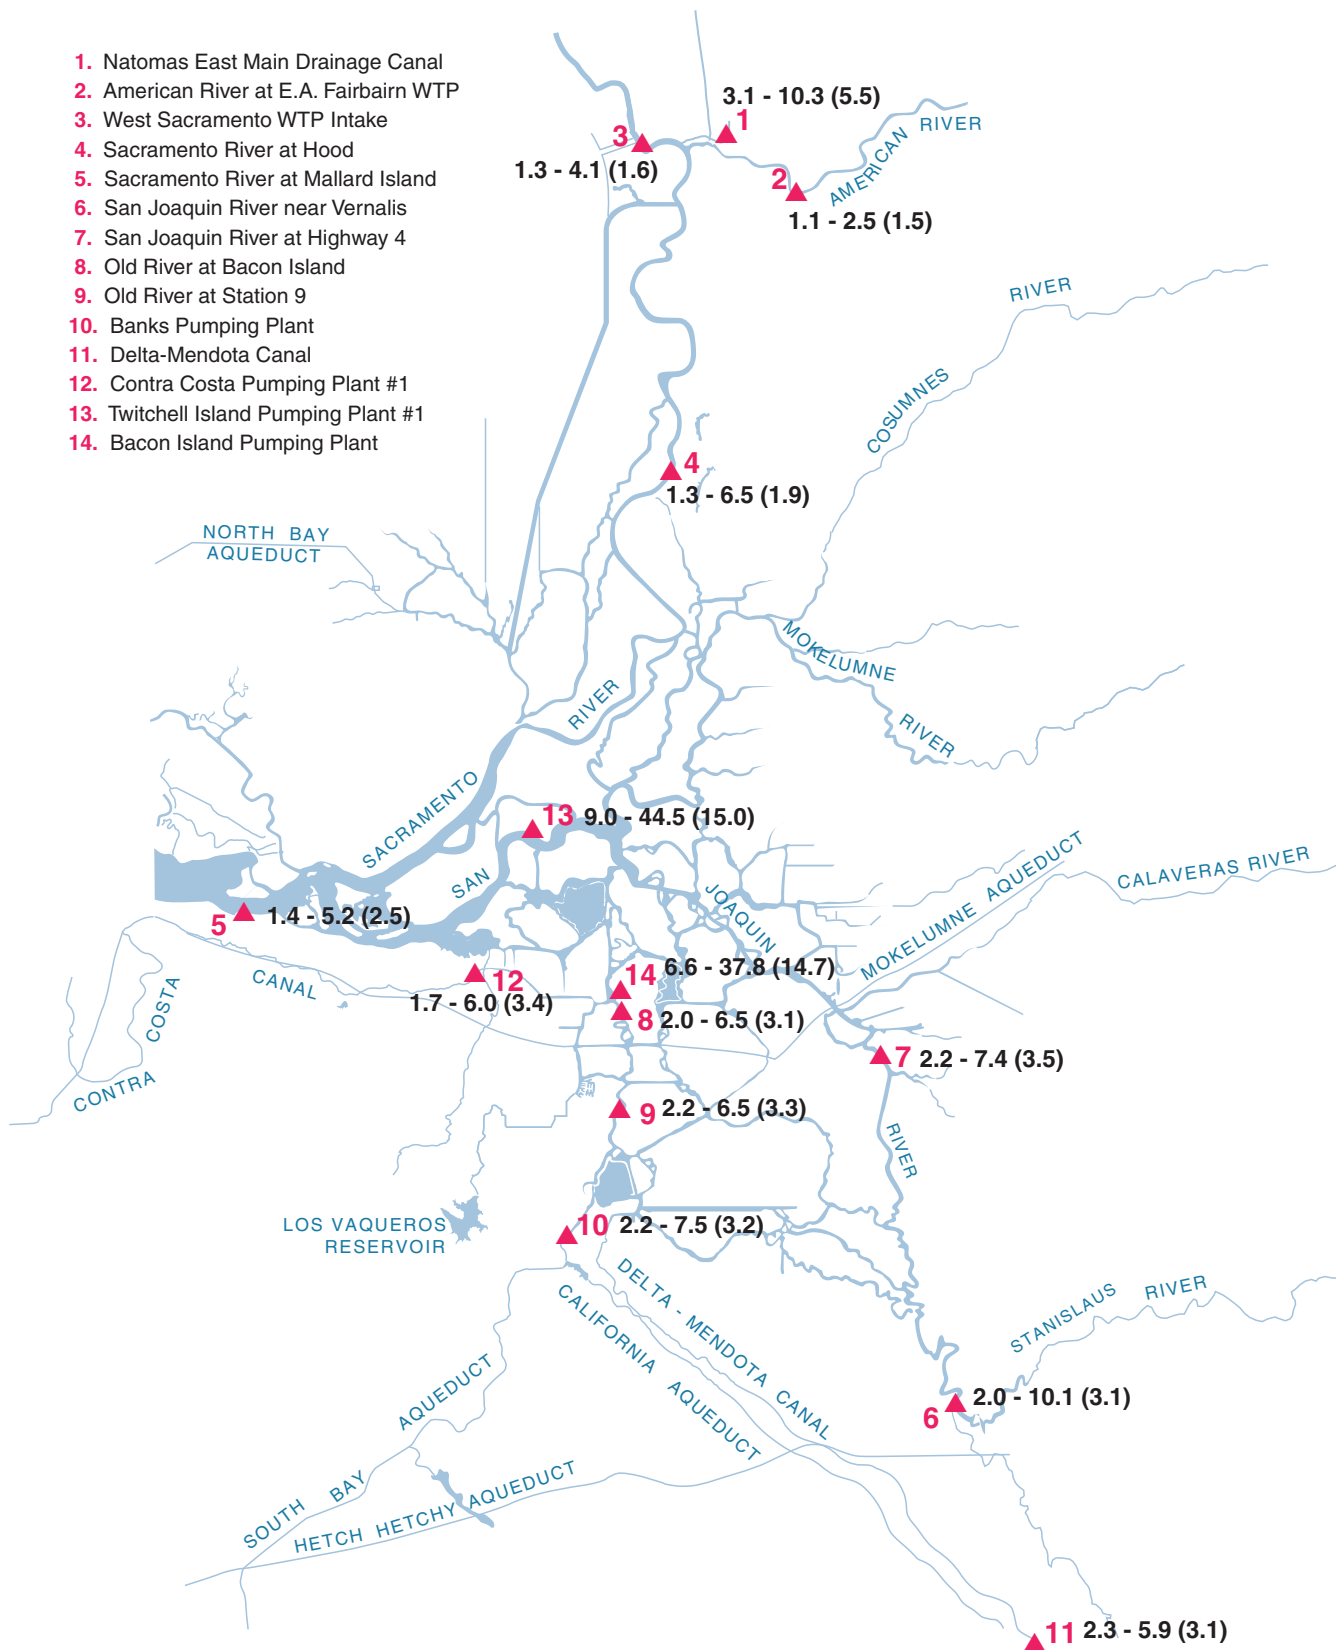 1. Natomas East Main Drainage Canal
2. American River at E.A. Fairbairn WTP
3. West Sacramento WTP Intake
4. Sacramento River at Hood
5. Sacramento River at Mallard Island
6. San Joaquin River near Vernalis
7. San Joaquin River at Highway 4
8. Old River at Bacon Island
9. Old River at Station 9
10. Banks Pumping Plant
11. Delta-Mendota Canal
12. Contra Costa Pumping Plant #1
13. Twitchell Island Pumping Plant #1
14. Bacon Island Pumping Plant
3.1 - 10.3 (5.5)
1
AMERICAN RIVER
3
1.3 - 4.1 (1.6)
2
1.1 - 2.5 (1.5)
COSUMNES RIVER
4
1.3 - 6.5 (1.9)
NORTH BAY
AQUEDUCT
MOKELUMNE RIVER
SACRAMENTO RIVER
13 9.0 - 44.5 (15.0)
SAN JOAQUIN RIVER
MOKELUMNE AQUEDUCT
CALAVERAS RIVER
5 1.4 - 5.2 (2.5)
CONTRA COSTA CANAL
12
1.7 - 6.0 (3.4)
14 6.6 - 37.8 (14.7)
8 2.0 - 6.5 (3.1)
7 2.2 - 7.4 (3.5)
9 2.2 - 6.5 (3.3)
LOS VAQUEROS
RESERVOIR
10 2.2 - 7.5 (3.2)
DELTA - MENDOTA CANAL
CALIFORNIA AQUEDUCT
STANISLAUS RIVER
6 2.0 - 10.1 (3.1)
SOUTH BAY AQUEDUCT
HETCH HETCHY AQUEDUCT
11 2.3 - 5.9 (3.1)